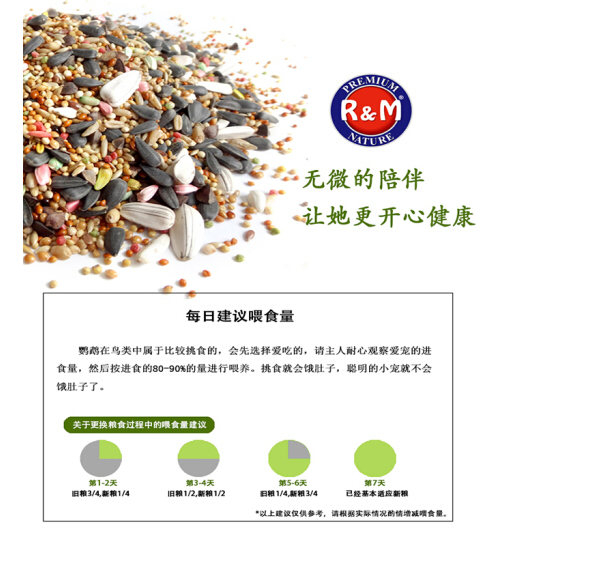 PREMIUM
R&M
®
NATURE
无微的陪伴
让她更开心健康
每日建议喂食量
鹦鹉在鸟类中属于比较挑食的，会先选择爱吃的，请主人耐心观察爱宠的进
食量，然后按进食的80-90%的量进行喂养。挑食就会饿肚子，聪明的小宠就不会
饿肚子了。
关于更换粮食过程中的喂食量建议
第1-2天
旧粮3/4,新粮1/4
第3-4天
旧粮1/2,新粮1/2
第5-6天
旧粮1/4,新粮3/4
第7天
已经基本适应新粮
*以上建议仅供参考，请根据实际情况酌情增减喂食量。